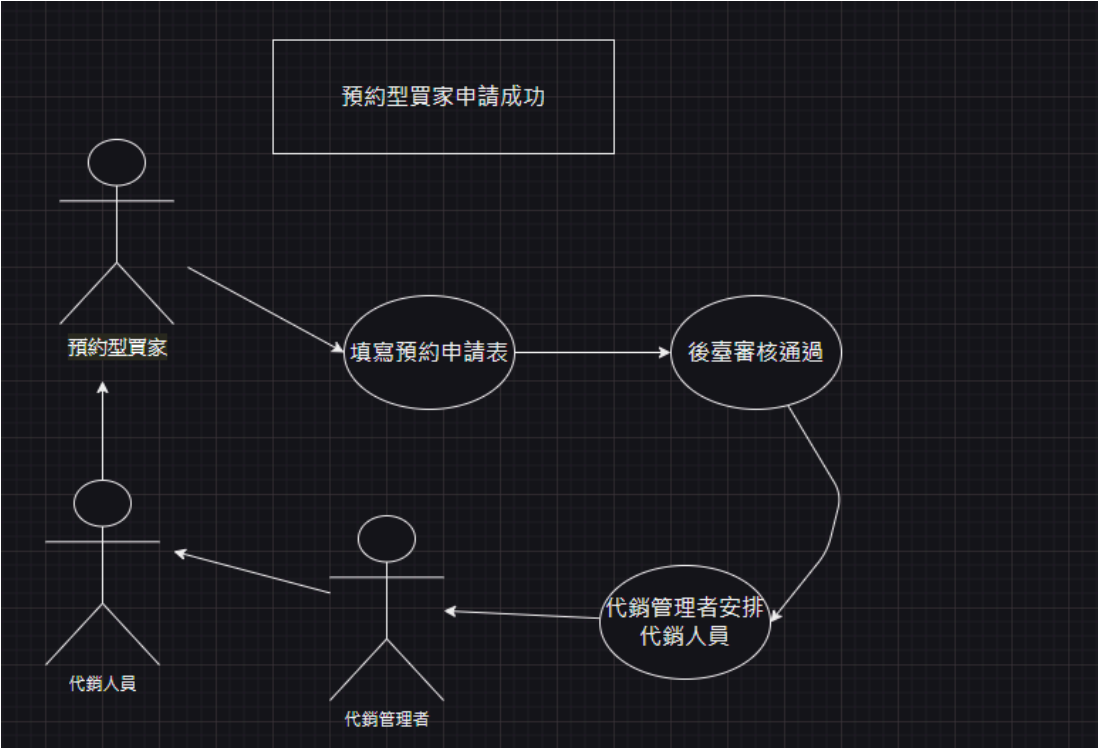 預約型買家申請成功
預約型買家
填寫預約申請表
後臺審核通過
代銷管理者安排
代銷人員
代銷管理者
代銷人員